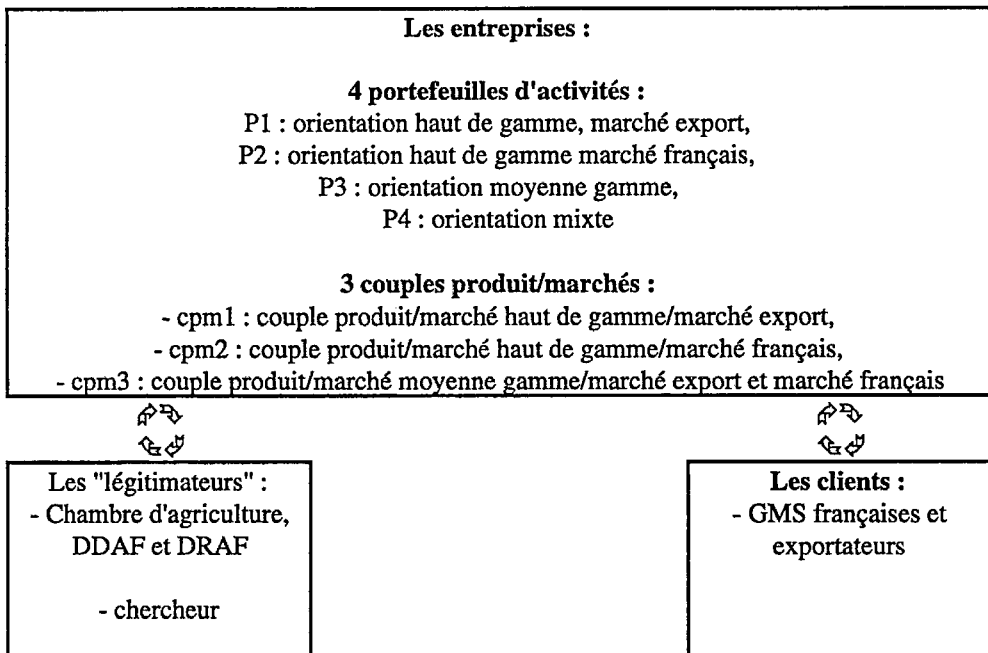 Les entreprises :
4 portefeuilles d'activités :
P1 : orientation haut de gamme, marché export,
P2 : orientation haut de gamme marché français,
P3 : orientation moyenne gamme,
P4 : orientation mixte
3 couples produit/marchés :
- cpm1 : couple produit/marché haut de gamme/marché export,
- cpm2 : couple produit/marché haut de gamme/marché français,
- cpm3 : couple produit/marché moyenne gamme/marché export et marché français
Les "légitimateurs" :
- Chambre d'agriculture,
DDAF et DRAF
- chercheur
Les clients :
- GMS françaises et
exportateurs